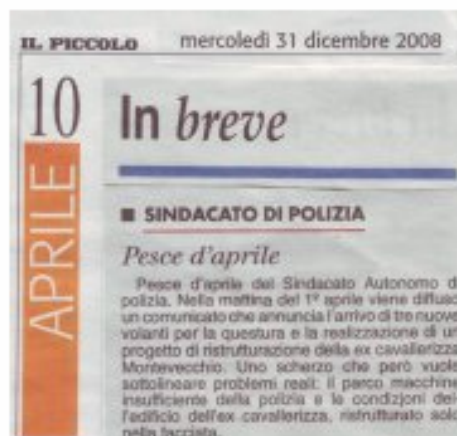 IL PICCOLO mercoledì 31 dicembre 2008
10
APRILE
In breve
■ SINDACATO DI POLIZIA
Pesce d'aprile
Pesce d'aprile del Sindacato Autonomo d
polizia. Nella mattina del 1º aprile viene diffuso
un comunicato che annuncia l'arrivo di tre nuove
volanti per la questura e la realizzazione di un
progetto di ristrutturazione della ex cavallerizza
Montevecchio. Uno scherzo che però vuole
sottolineare problemi reali: il parco macchine
insufficiente della polizia e le condizioni del-
l'edificio dell'ex cavallerizza, ristrutturato solo
nella facciata.